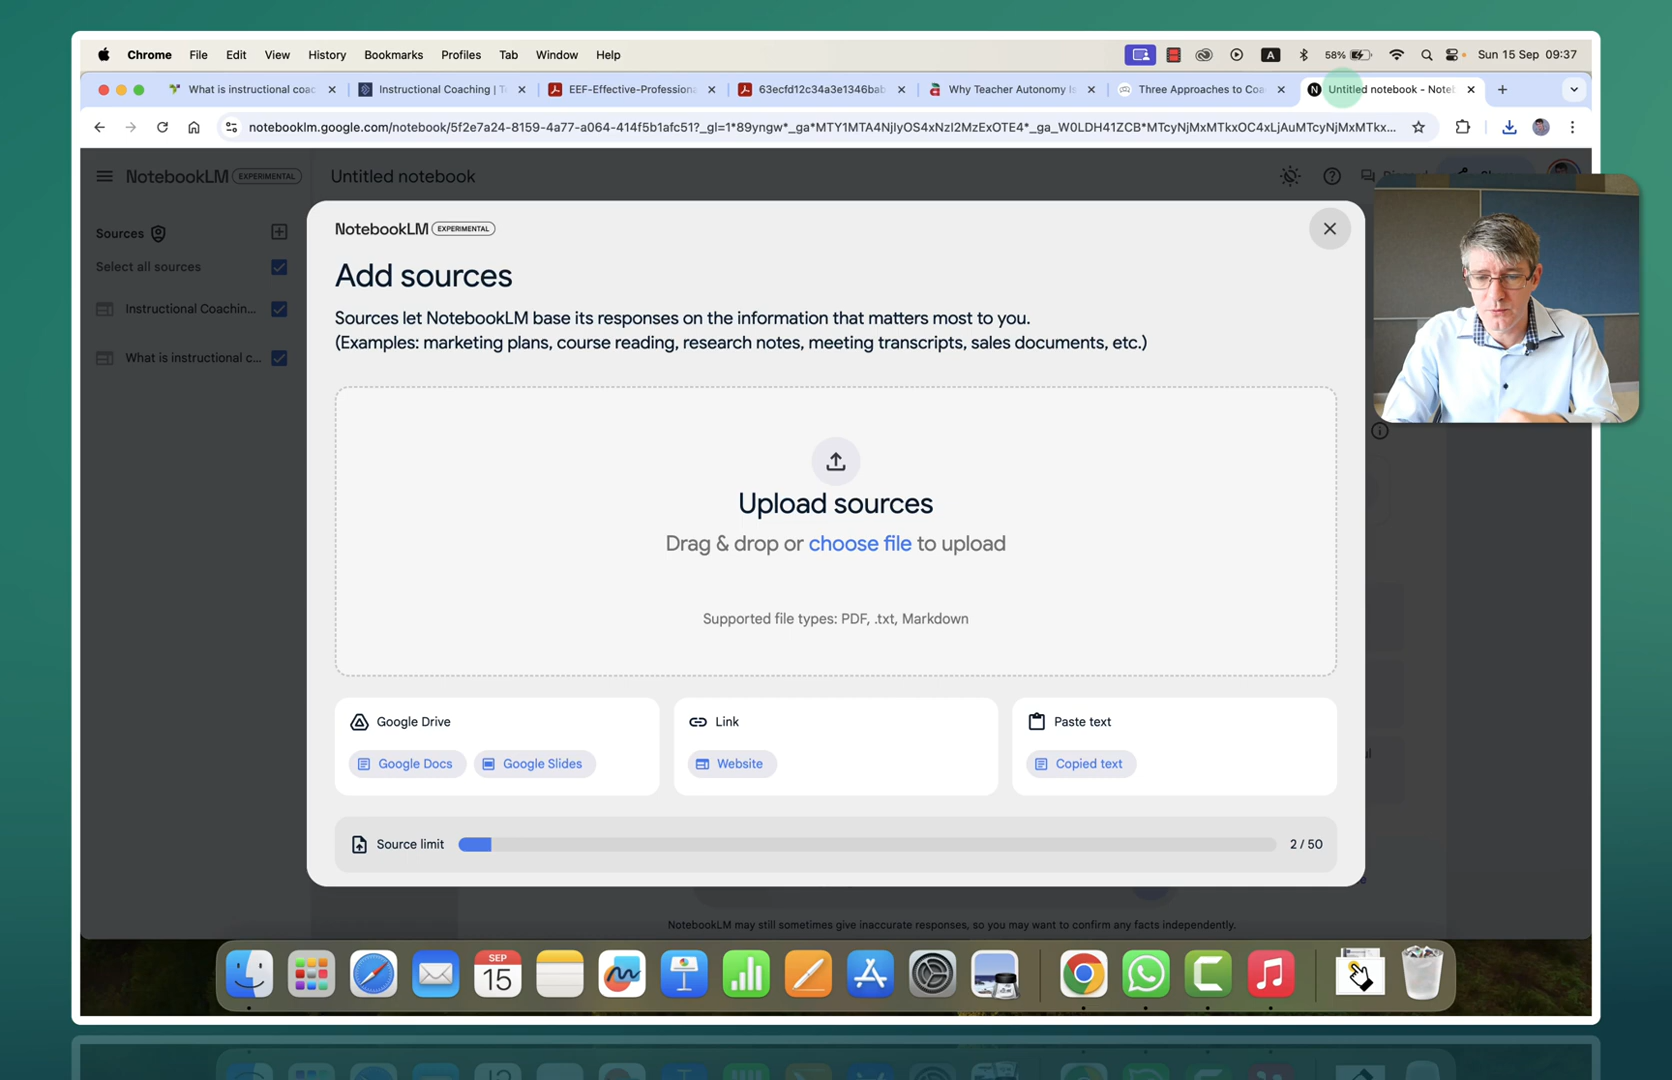 Chrome File Edit View History Bookmarks Profiles Tab Window Help A 58% Sun 15 Sep 09:37
What is instructional coac Instructional Coaching | T EEF-Effective-Professiona 63ecfd12c34a3e1346bab Why Teacher Autonomy Is Three Approaches to Coa N Untitled notebook - Noteb
notebooklm.google.com/notebook/5f2e7a24-8159-4a77-a064-414f5b1afc51?_gl=1*89yngw*_ga*MTY1MTA4NjIyOS4xNzI2MzExOTE4*_ga_W0LDH41ZCB*MTcyNjMxMTkxOC4xLjAuMTcyNjMxMTkx...
NotebookLM EXPERIMENTAL Untitled notebook
Sources
Select all sources
Instructional Coachin...
What is instructional c...
NotebookLM EXPERIMENTAL
Add sources
Sources let NotebookLM base its responses on the information that matters most to you.
(Examples: marketing plans, course reading, research notes, meeting transcripts, sales documents, etc.)
Upload sources
Drag & drop or choose file to upload
Supported file types: PDF, .txt, Markdown
Google Drive
Google Docs Google Slides
Link
Website
Paste text
Copied text
Source limit 2 / 50
NotebookLM may still sometimes give inaccurate responses, so you may want to confirm any facts independently.
SEP
15